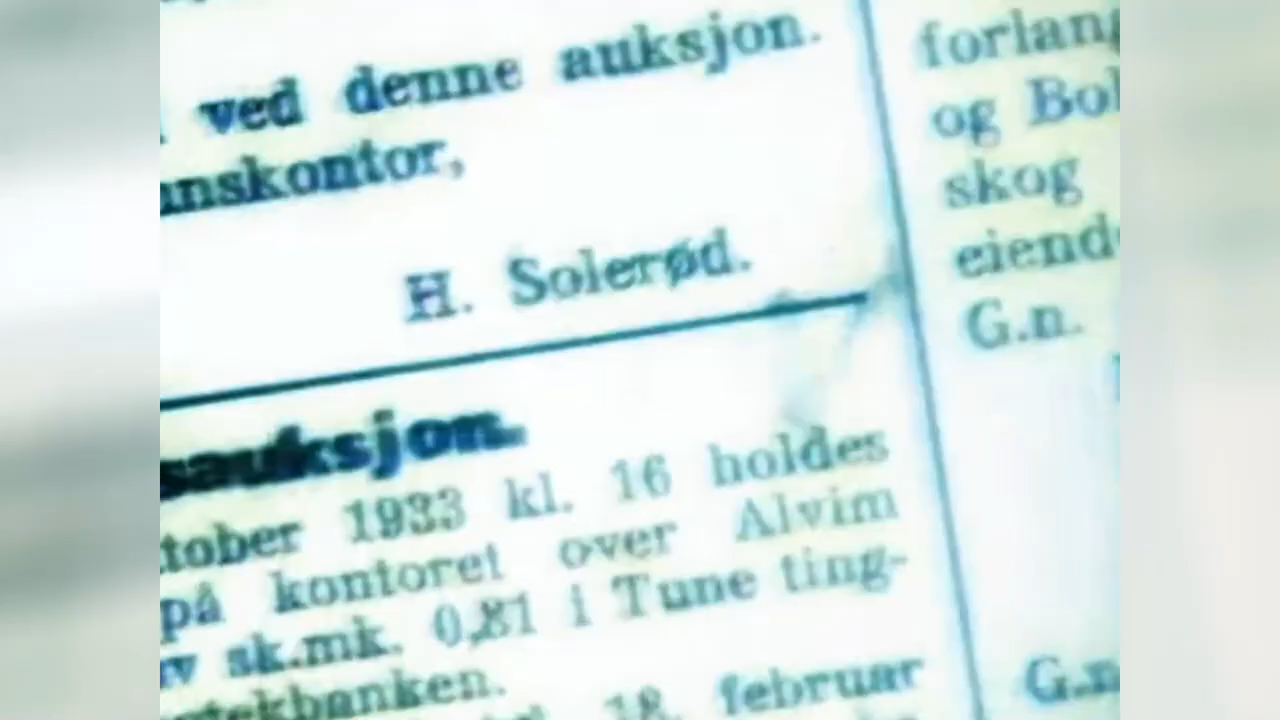 ved denne auksjon.
nskontor,
H. Solerød.
sauksjon.
tober 1933 kl. 16 holdes
på kontoret over Alvim
v sk.mk. 0,81 i Tune ting-
tekbanken.
18. februar
forlang
og Bol
skog
eiend
G.n.
G.n